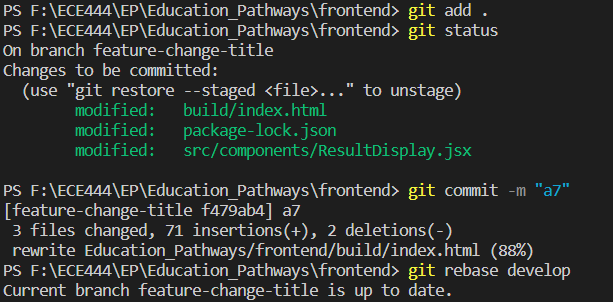 PS F:\ECE444\EP\Education_Pathways\frontend> git add .
PS F:\ECE444\EP\Education_Pathways\frontend> git status
On branch feature-change-title
Changes to be committed:
  (use "git restore --staged <file>..." to unstage)
        modified:   build/index.html
        modified:   package-lock.json
        modified:   src/components/ResultDisplay.jsx
PS F:\ECE444\EP\Education_Pathways\frontend> git commit -m "a7"
[feature-change-title f479ab4] a7
 3 files changed, 71 insertions(+), 2 deletions(-)
 rewrite Education_Pathways/frontend/build/index.html (88%)
PS F:\ECE444\EP\Education_Pathways\frontend> git rebase develop
Current branch feature-change-title is up to date.